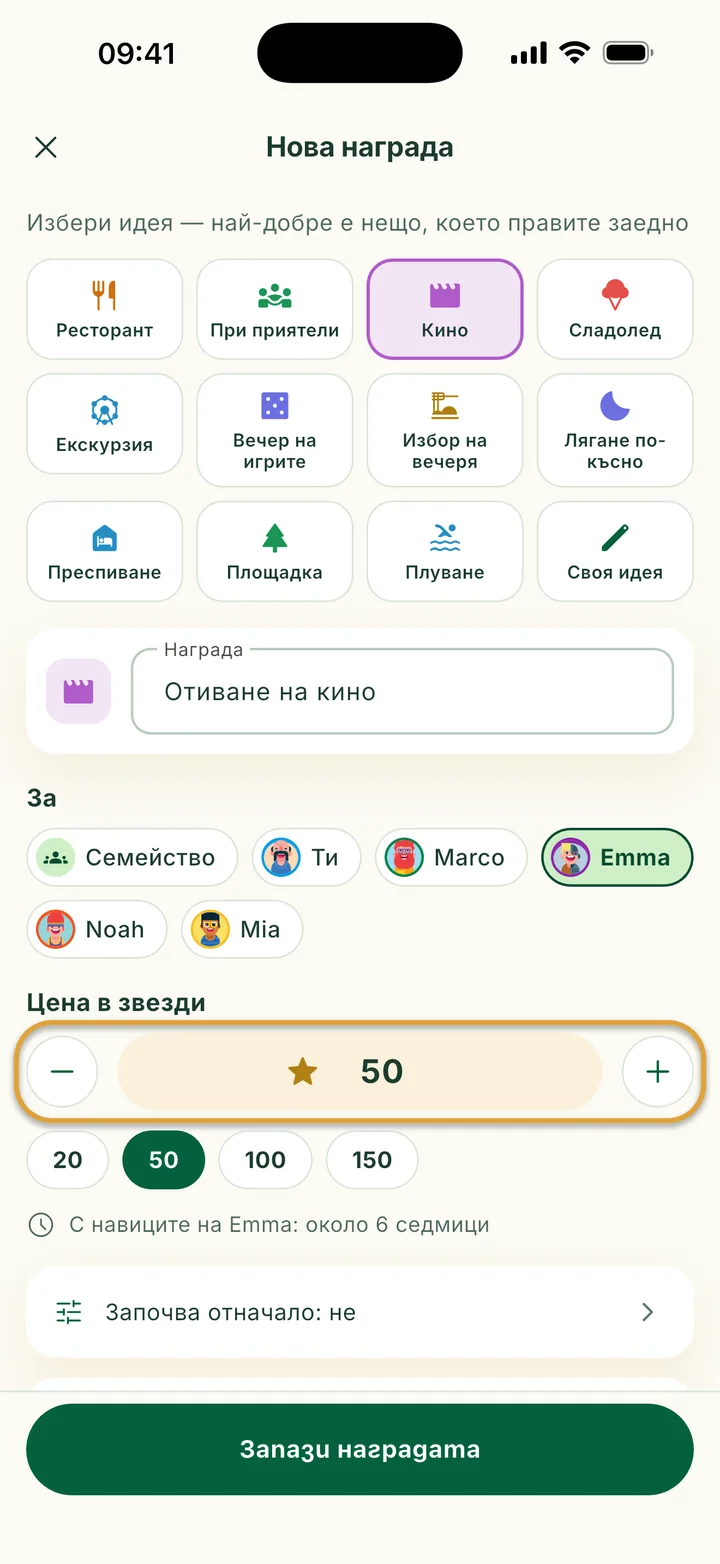 09:41
Нова награда
Избери идея — най-добре е нещо, което правите заедно
Ресторант
При приятели
Кино
Сладолед
Екскурзия
Вечер на
игрите
Избор на
вечеря
Лягане по-
късно
Преспиване
Площадка
Плуване
Своя идея
Награда
Отиване на кино
За
Семейство
Ти
Marco
Emma
Noah
Mia
Цена в звезди
50
20
50
100
150
С навиците на Emma: около 6 седмици
Започва отначало: не
Запази наградата